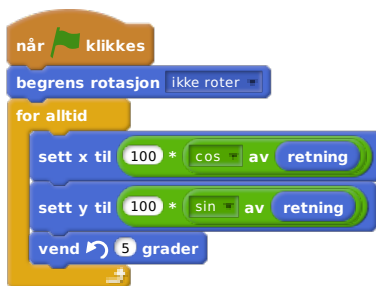 når klikkes
begrens rotasjon ikke roter
for alltid
sett x til 100 * cos av retning
sett y til 100 * sin av retning
vend 5 grader